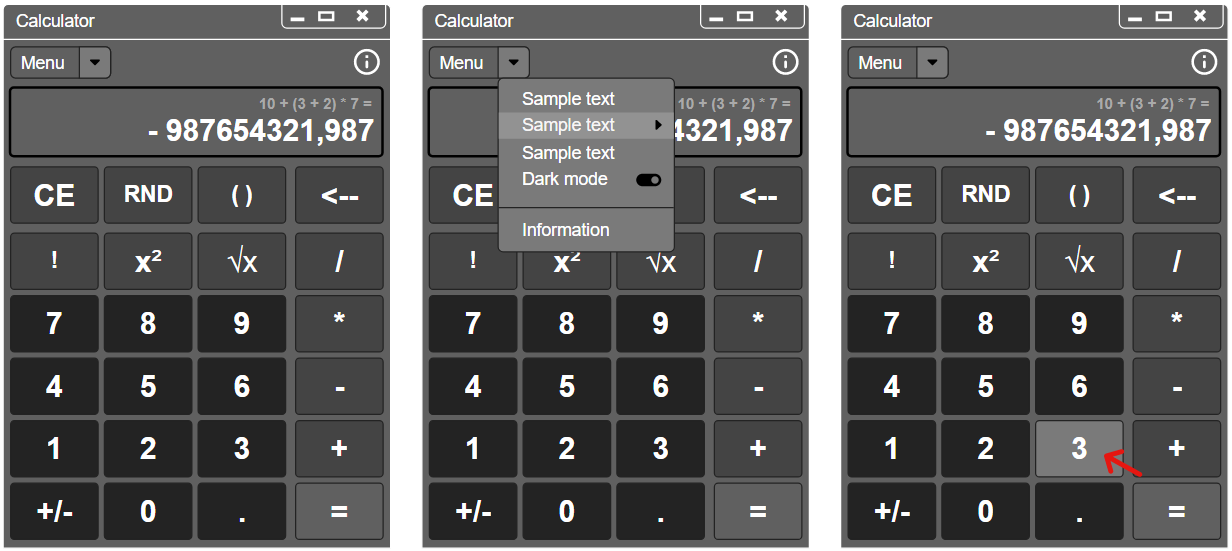 Calculator
Menu
10 + (3 + 2) * 7 =
- 987654321,987
CE RND ( ) <--
! x² √x /
7 8 9 *
4 5 6 -
1 2 3 +
+/- 0 . =
Calculator
Menu
Sample text
10 + (3 + 2) * 7 =
Sample text
4321,987
Sample text
Dark mode
Information
CE <--
! x² √x /
7 8 9 *
4 5 6 -
1 2 3 +
+/- 0 . =
Calculator
Menu
10 + (3 + 2) * 7 =
- 987654321,987
CE RND ( ) <--
! x² √x /
7 8 9 *
4 5 6 -
1 2 3 +
+/- 0 . =